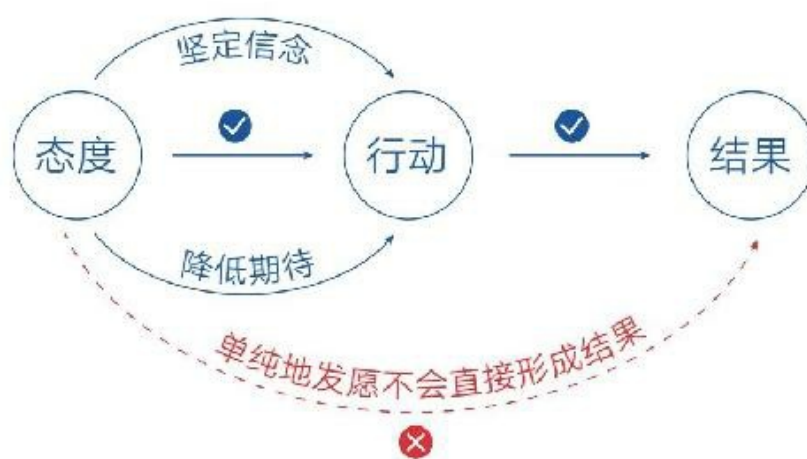 坚定信念
态度
行动
结果
降低期待
单纯地发愿不会直接形成结果